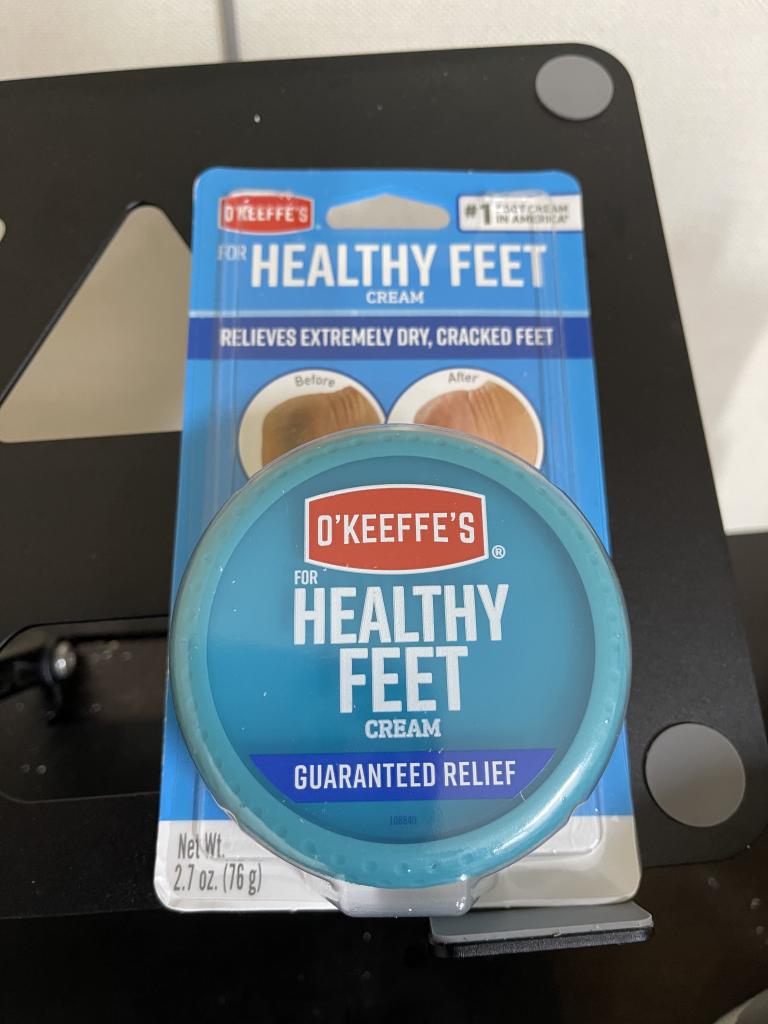 O'KEEFFE'S
#1 FOOT CREAM
IN AMERICA*
FOR HEALTHY FEET
CREAM
RELIEVES EXTREMELY DRY, CRACKED FEET
Before
After
O'KEEFFE'S®
FOR
HEALTHY
FEET
CREAM
GUARANTEED RELIEF
108840
Net Wt.
2.7 oz. (76 g)